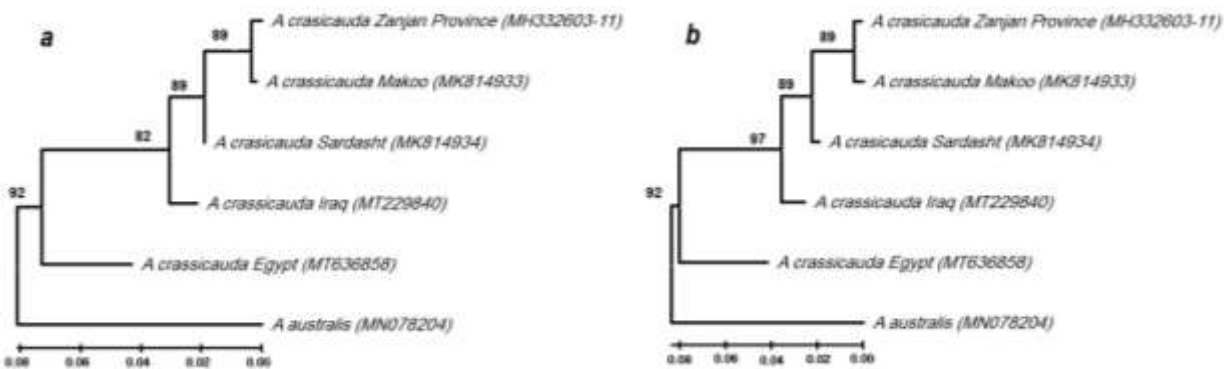 a
A crasicauda Zanjan Province (MH332603-11)
89
A crassicauda Makoo (MK814933)
89
A crasicauda Sardasht (MK814934)
82
A crassicauda Iraq (MT229840)
92
A crassicauda Egypt (MT636858)
A australis (MN078204)
0.08 0.06 0.04 0.02 0.00
b
A crasicauda Zanjan Province (MH332603-11)
89
A crassicauda Makoo (MK814933)
89
A crasicauda Sardasht (MK814934)
97
A crassicauda Iraq (MT229840)
92
A crassicauda Egypt (MT636858)
A australis (MN078204)
0.08 0.06 0.04 0.02 0.00